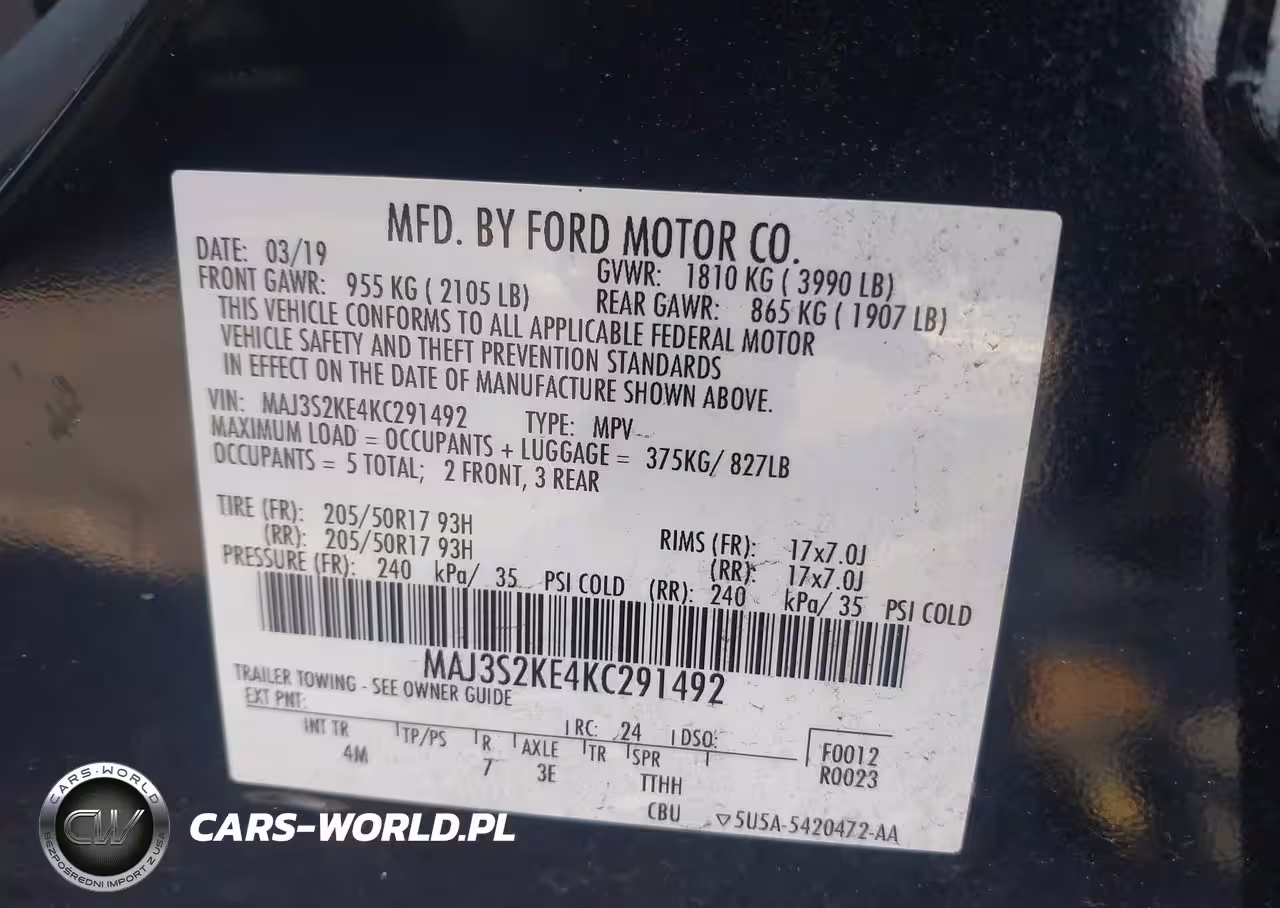 MFD. BY FORD MOTOR CO.
DATE: 03/19 GVWR: 1810 KG ( 3990 LB)
FRONT GAWR: 955 KG ( 2105 LB) REAR GAWR: 865 KG ( 1907 LB)
THIS VEHICLE CONFORMS TO ALL APPLICABLE FEDERAL MOTOR
VEHICLE SAFETY AND THEFT PREVENTION STANDARDS
IN EFFECT ON THE DATE OF MANUFACTURE SHOWN ABOVE.
VIN: MAJ3S2KE4KC291492 TYPE: MPV
MAXIMUM LOAD = OCCUPANTS + LUGGAGE = 375KG/ 827LB
OCCUPANTS = 5 TOTAL; 2 FRONT, 3 REAR
TIRE (FR): 205/50R17 93H RIMS (FR): 17x7.0J
(RR): 205/50R17 93H (RR): 17x7.0J
PRESSURE (FR): 240 kPa/ 35 PSI COLD (RR): 240 kPa/ 35 PSI COLD
MAJ3S2KE4KC291492
TRAILER TOWING - SEE OWNER GUIDE
EXT PNT: RC: 24 DSO:
INT TR TP/PS R AXLE TR SPR F0012
4M 7 3E TTHH R0023
CBU ▽5U5A-5420472-AA
CARS-WORLD
CW
BEZPOŚREDNI IMPORT Z USA
CARS-WORLD.PL